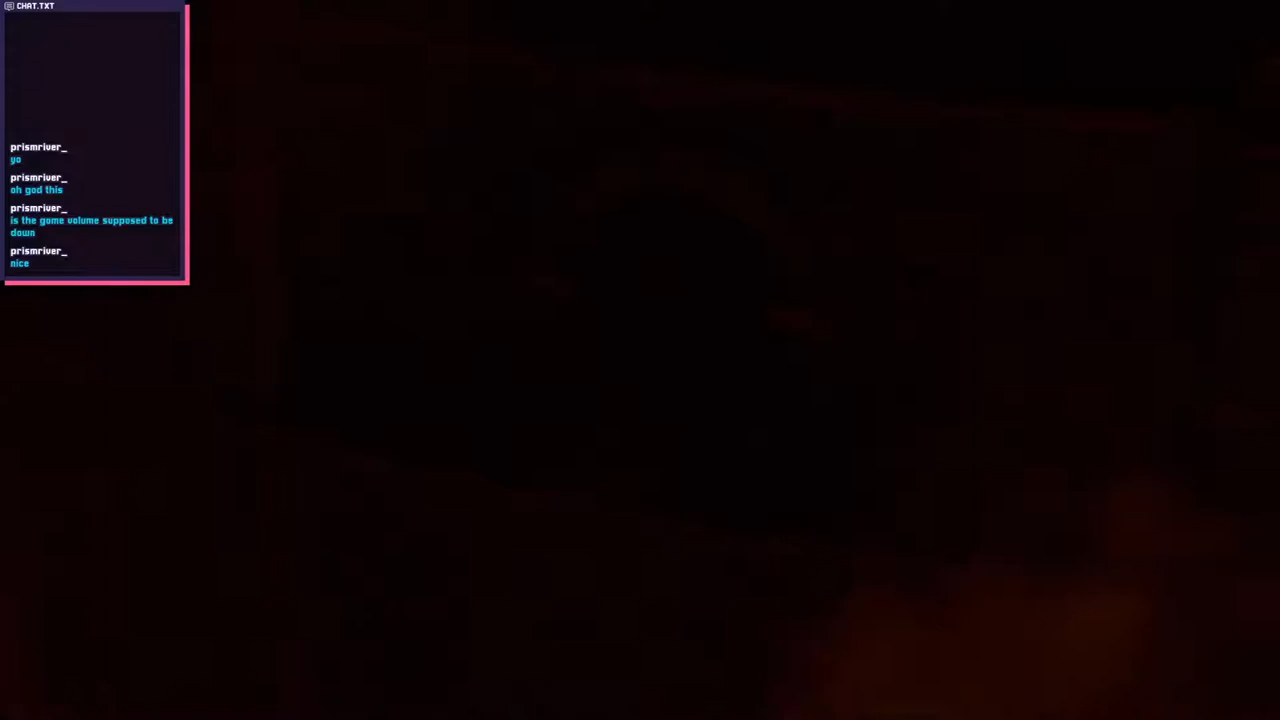 CHAT.TXT
prismriver_
yo
prismriver_
oh god this
prismriver_
is the game volume supposed to be
down
prismriver_
nice